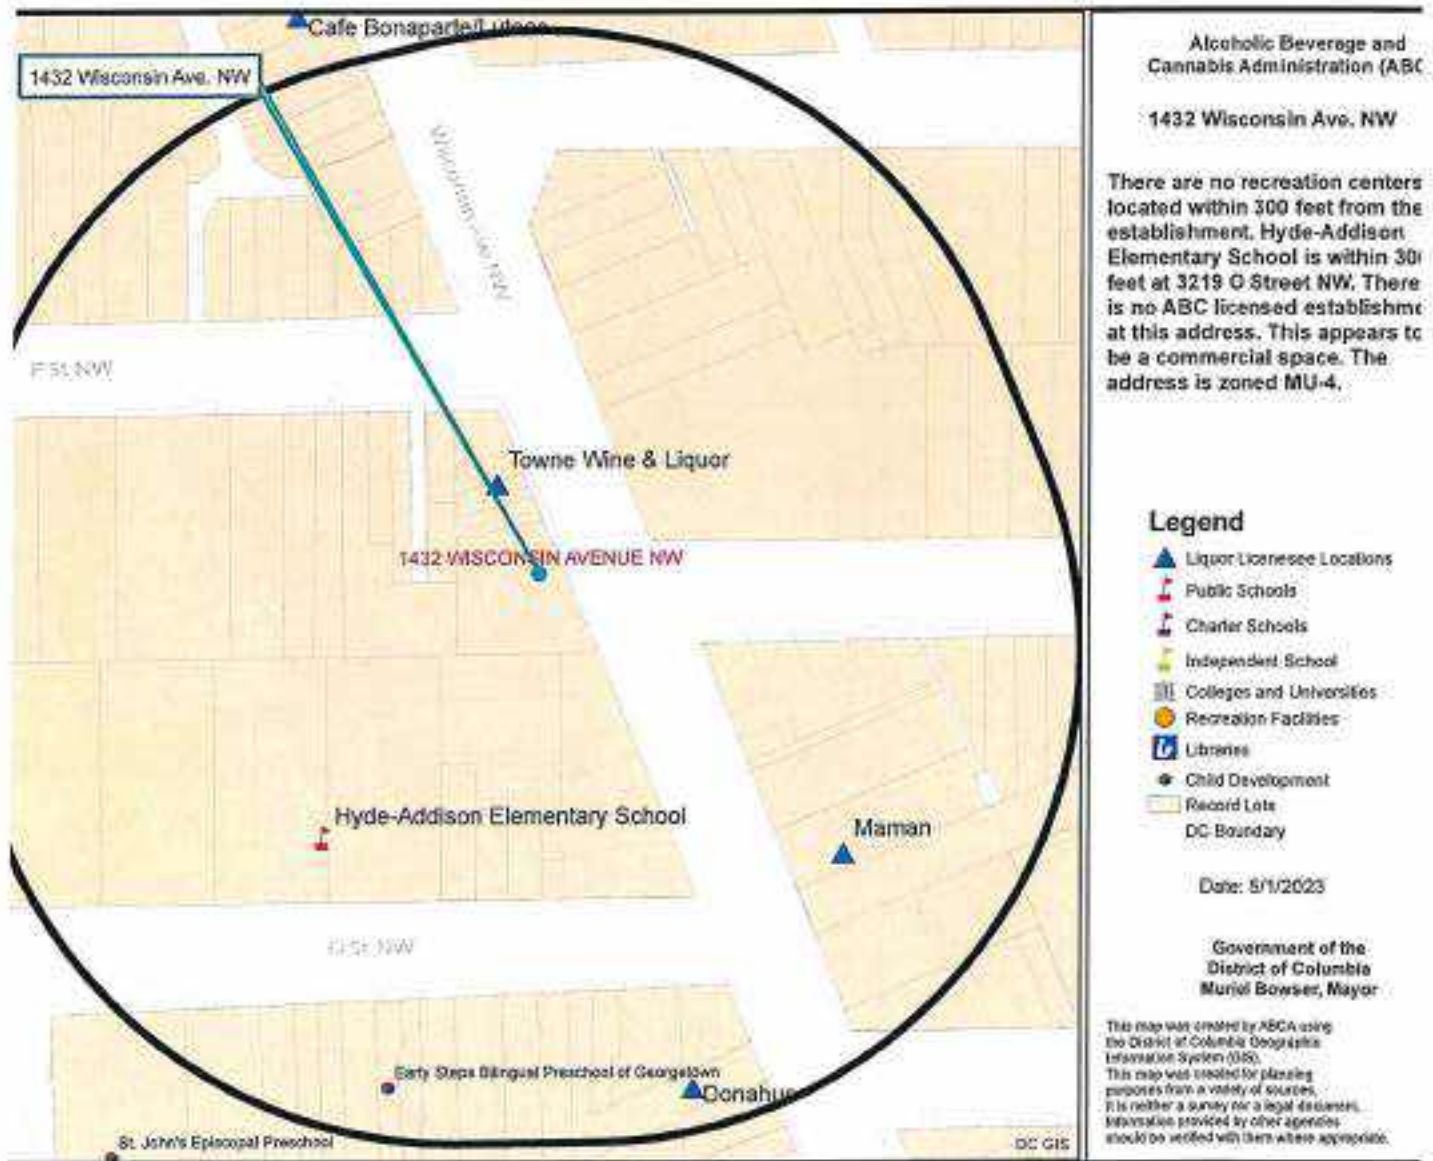 Cafe Bonaparte/Lutece
1432 Wisconsin Ave. NW
Wisconsin Ave NW
P St NW
Towne Wine & Liquor
1432 WISCONSIN AVENUE NW
Hyde-Addison Elementary School
Maman
O St NW
Early Steps Bilingual Preschool of Georgetown
Donahue
St. John's Episcopal Preschool
DC GIS
Alcoholic Beverage and
Cannabis Administration (ABC
1432 Wisconsin Ave. NW
There are no recreation centers
located within 300 feet from the
establishment. Hyde-Addison
Elementary School is within 300
feet at 3219 O Street NW. There
is no ABC licensed establishme
at this address. This appears to
be a commercial space. The
address is zoned MU-4.
Legend
Liquor Licenesee Locations
Public Schools
Charter Schools
Independent School
Colleges and Universities
Recreation Facilities
Libraries
Child Development
Record Lots
DC Boundary
Date: 5/1/2023
Government of the
District of Columbia
Muriel Bowser, Mayor
This map was created by ABCA using
the District of Columbia Geographic
Information System (GIS).
This map was created for planning
purposes from a variety of sources.
It is neither a survey nor a legal document.
Information provided by other agencies
should be verified with them where appropriate.